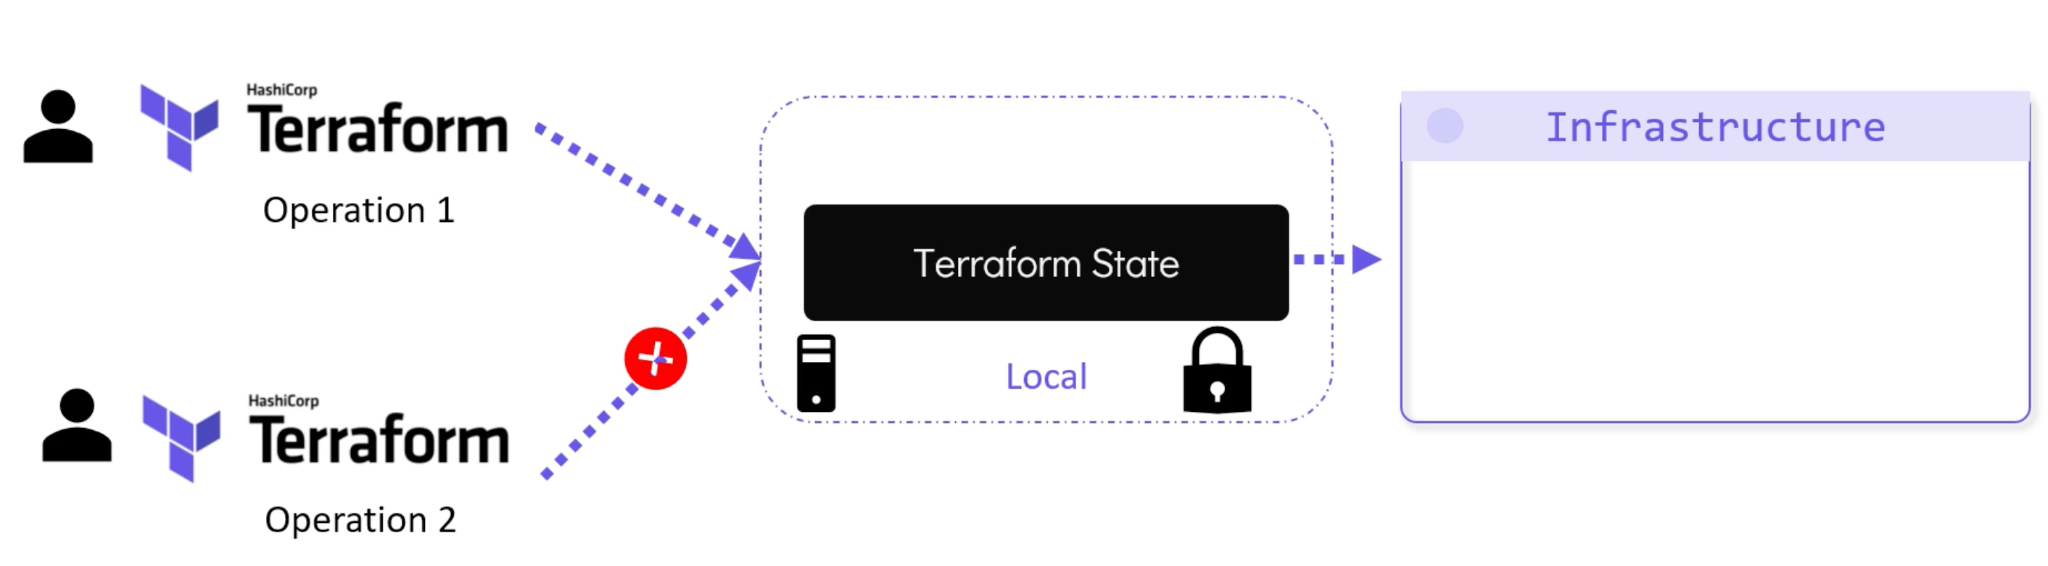 HashiCorp
Terraform
Operation 1
HashiCorp
Terraform
Operation 2
Terraform State
Local
Infrastructure